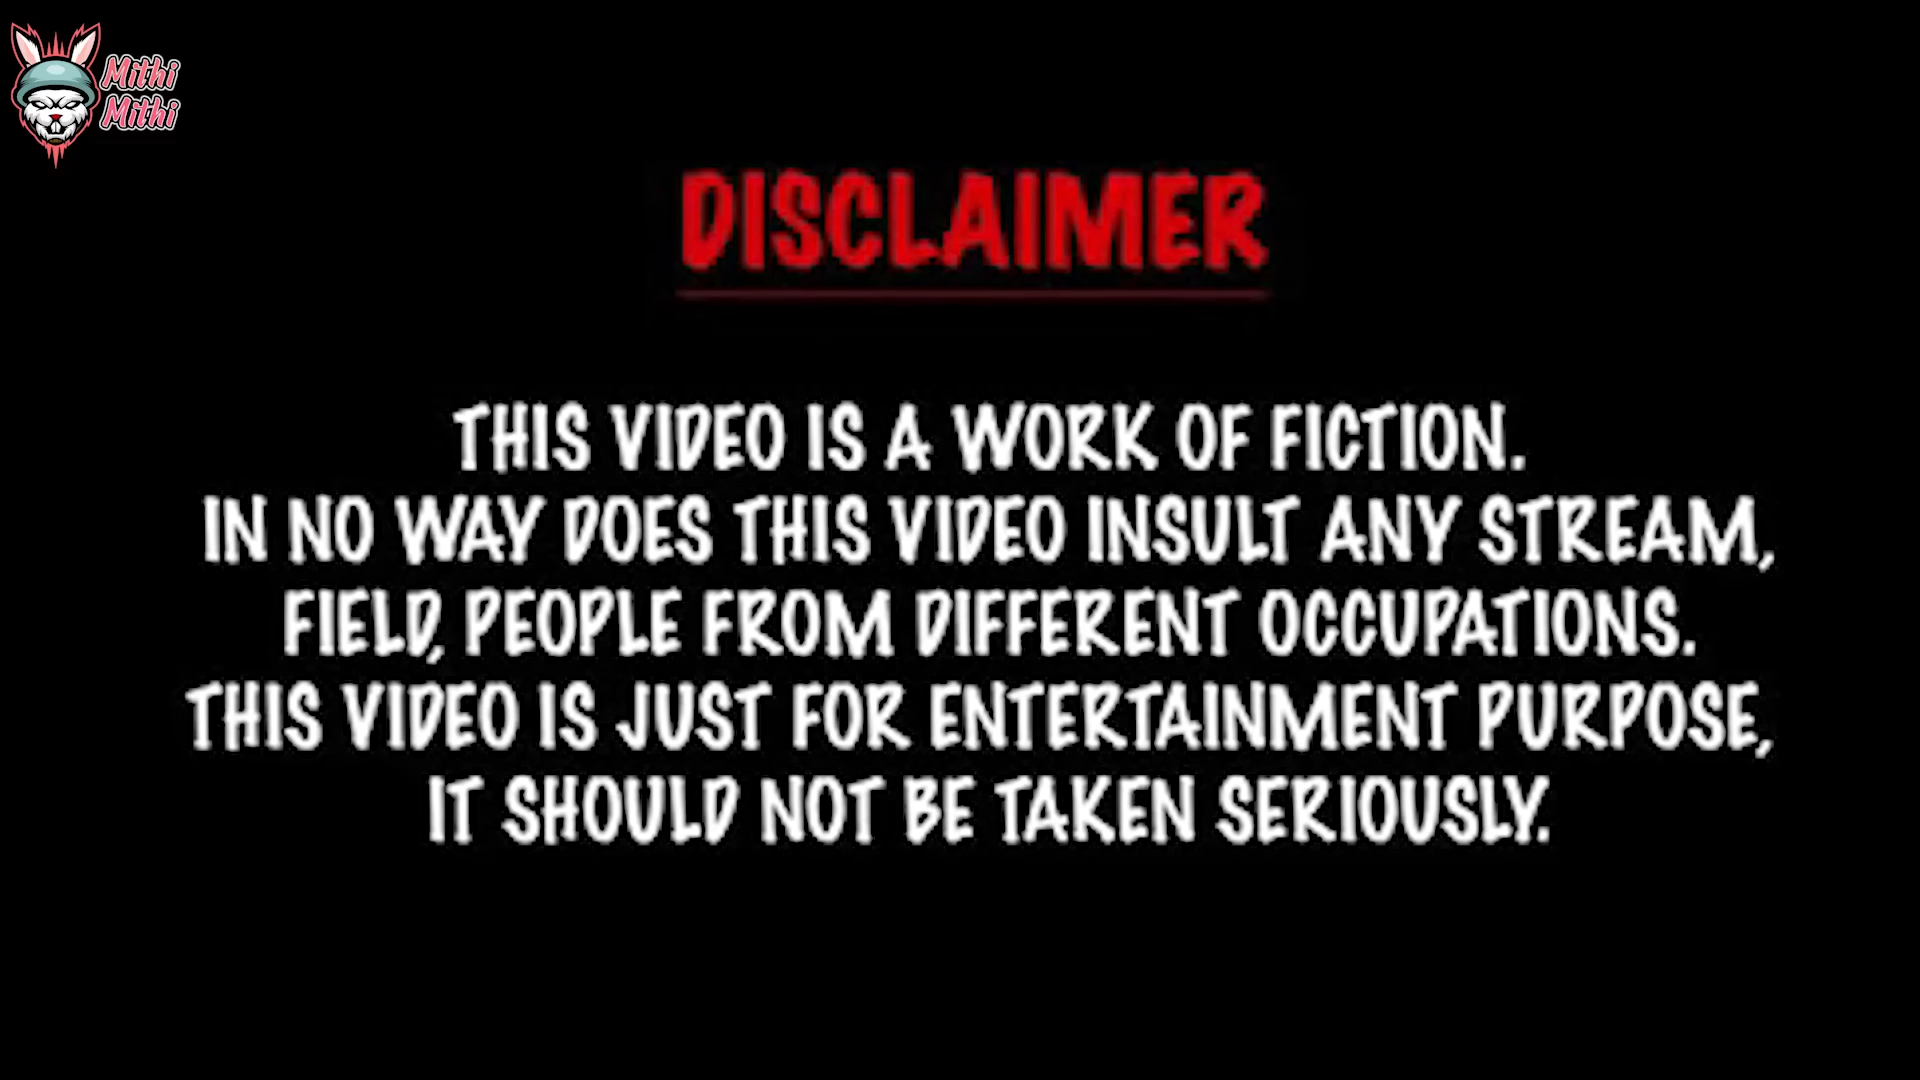 Mithi
Mithi
DISCLAIMER
THIS VIDEO IS A WORK OF FICTION.
IN NO WAY DOES THIS VIDEO INSULT ANY STREAM,
FIELD, PEOPLE FROM DIFFERENT OCCUPATIONS.
THIS VIDEO IS JUST FOR ENTERTAINMENT PURPOSE,
IT SHOULD NOT BE TAKEN SERIOUSLY.